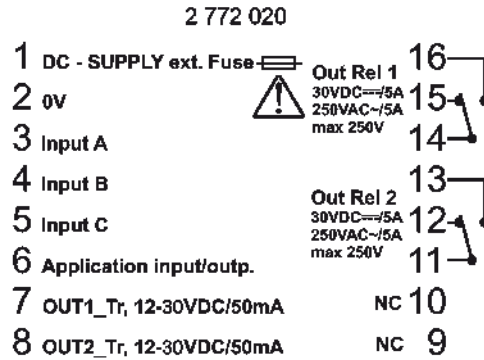 2 772 020
1 DC - SUPPLY ext. Fuse
2 0V
3 Input A
4 Input B
5 Input C
6 Application input/outp.
7 OUT1_Tr, 12-30VDC/50mA
8 OUT2_Tr, 12-30VDC/50mA
Out Rel 1
30VDC⎓/5A
250VAC~/5A
max 250V
16
15
14
Out Rel 2
30VDC⎓/5A
250VAC~/5A
max 250V
13
12
11
NC 10
NC 9